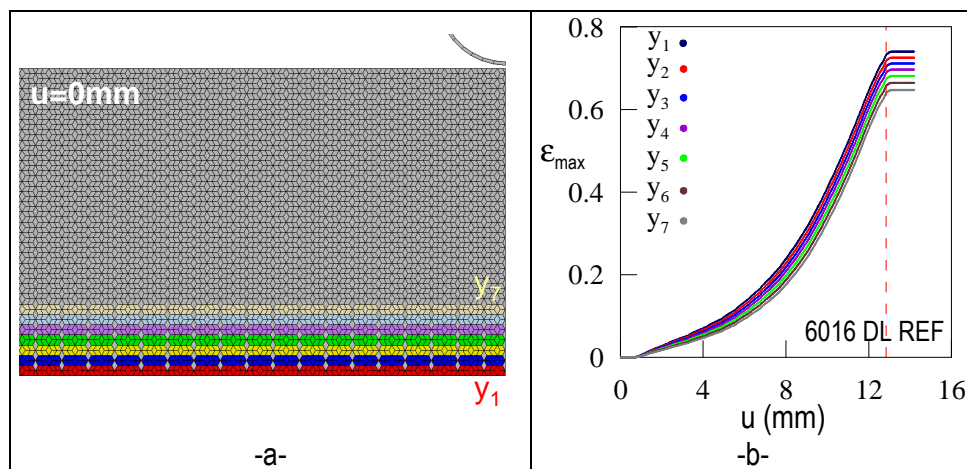 u=0mm
y7
y1
-a-
0.8
0.6
εmax
0.4
0.2
0
y1
y2
y3
y4
y5
y6
y7
6016 DL REF
0 4 8 12 16
u (mm)
-b-